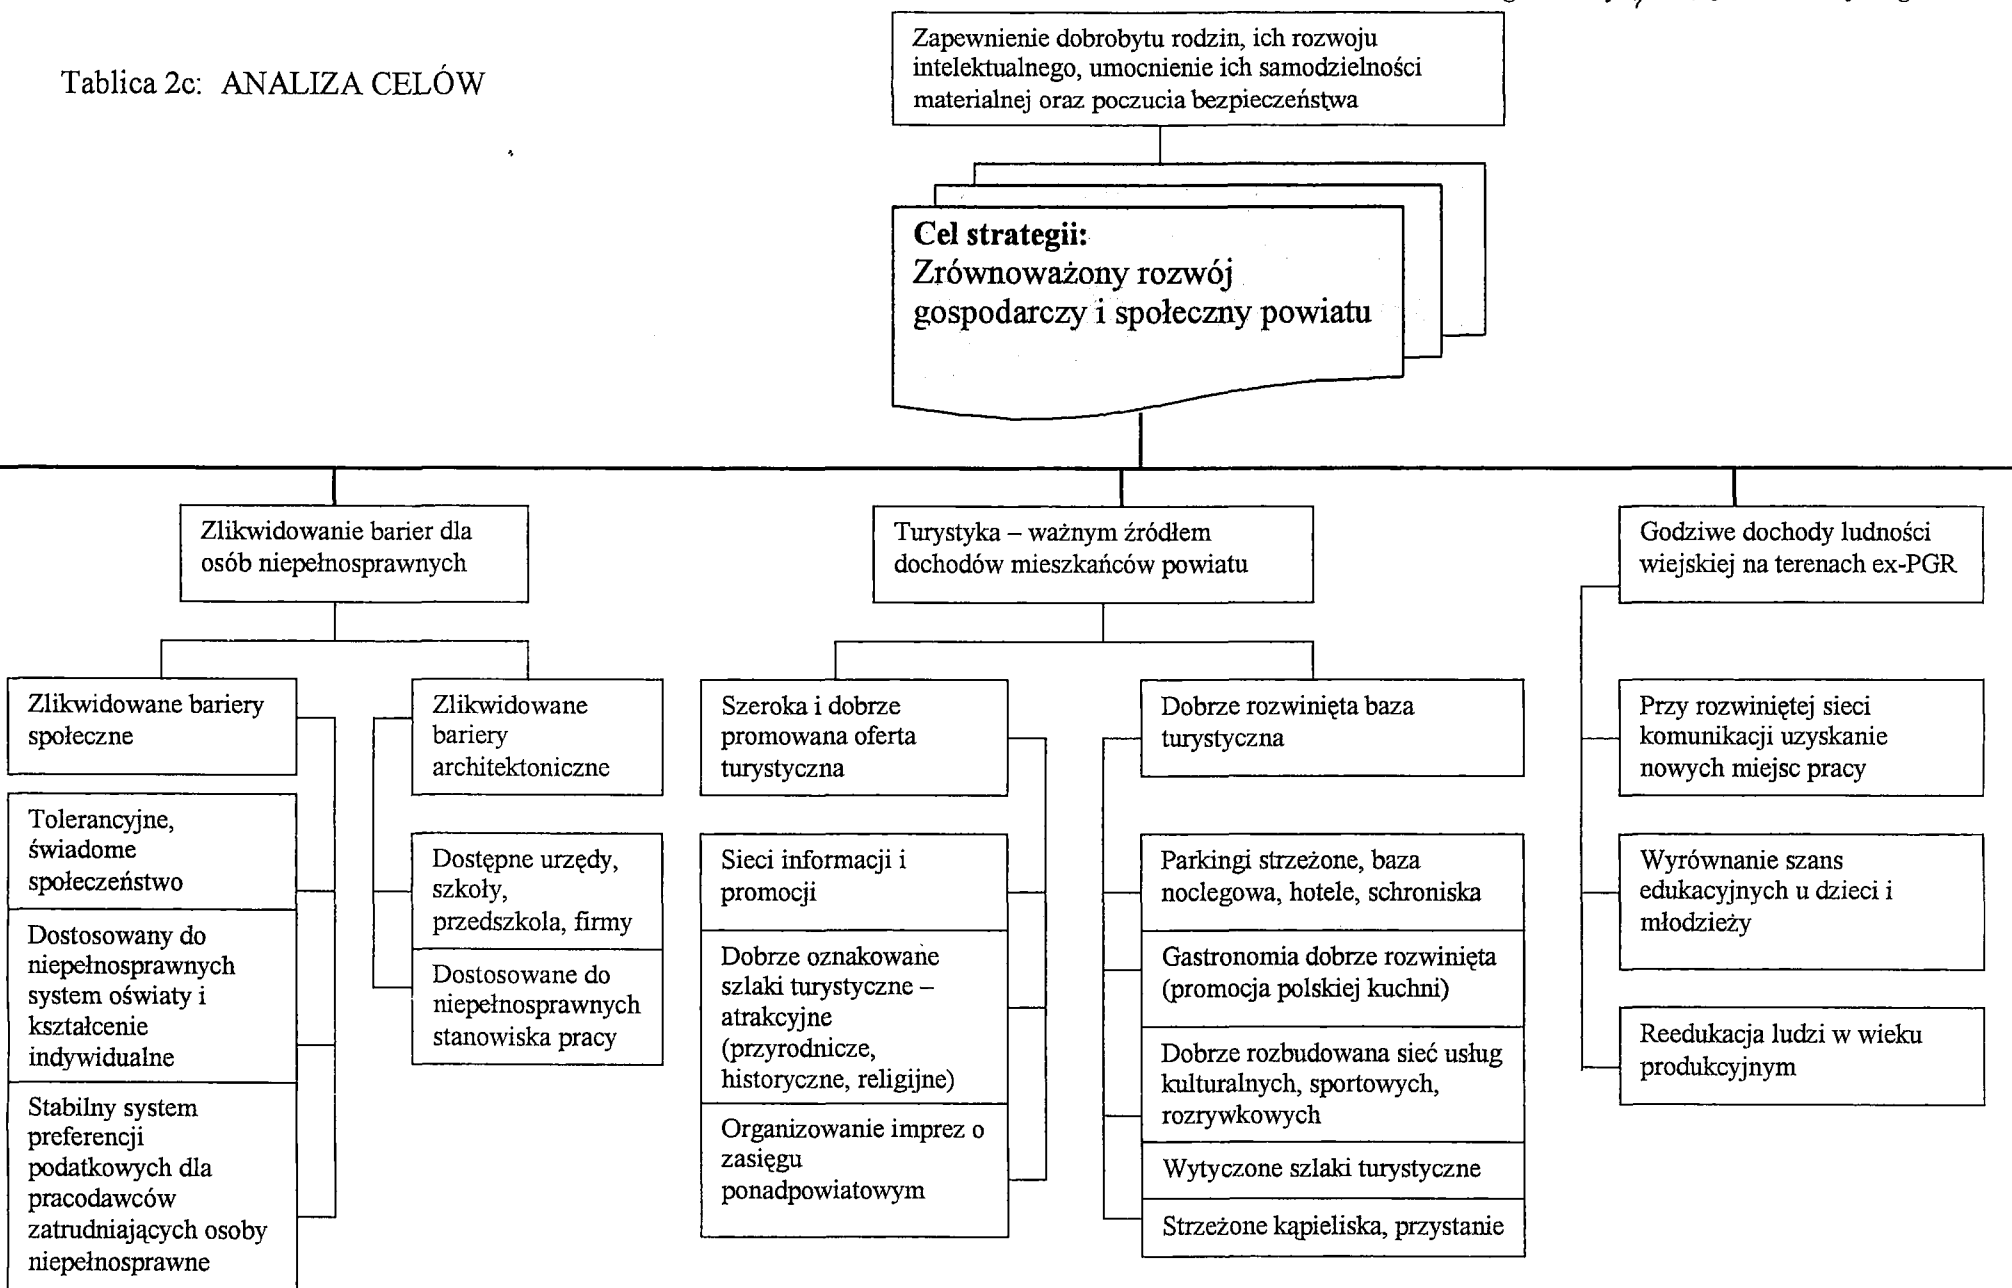 Tablica 2c: ANALIZA CELÓW
Zapewnienie dobrobytu rodzin, ich rozwoju
intelektualnego, umocnienie ich samodzielności
materialnej oraz poczucia bezpieczeństwa
Cel strategii:
Zrównoważony rozwój
gospodarczy i społeczny powiatu
Zlikwidowanie barier dla
osób niepełnosprawnych
Zlikwidowane bariery
społeczne
Tolerancyjne,
świadome
społeczeństwo
Dostosowany do
niepełnosprawnych
system oświaty i
kształcenie
indywidualne
Stabilny system
preferencji
podatkowych dla
pracodawców
zatrudniających osoby
niepełnosprawne
Zlikwidowane
bariery
architektoniczne
Dostępne urzędy,
szkoły,
przedszkola, firmy
Dostosowane do
niepełnosprawnych
stanowiska pracy
Turystyka – ważnym źródłem
dochodów mieszkańców powiatu
Szeroka i dobrze
promowana oferta
turystyczna
Sieci informacji i
promocji
Dobrze oznakowane
szlaki turystyczne –
atrakcyjne
(przyrodnicze,
historyczne, religijne)
Organizowanie imprez o
zasięgu
ponadpowiatowym
Dobrze rozwinięta baza
turystyczna
Parkingi strzeżone, baza
noclegowa, hotele, schroniska
Gastronomia dobrze rozwinięta
(promocja polskiej kuchni)
Dobrze rozbudowana sieć usług
kulturalnych, sportowych,
rozrywkowych
Wytyczone szlaki turystyczne
Strzeżone kąpieliska, przystanie
Godziwe dochody ludności
wiejskiej na terenach ex-PGR
Przy rozwiniętej sieci
komunikacji uzyskanie
nowych miejsc pracy
Wyrównanie szans
edukacyjnych u dzieci i
młodzieży
Reedukacja ludzi w wieku
produkcyjnym